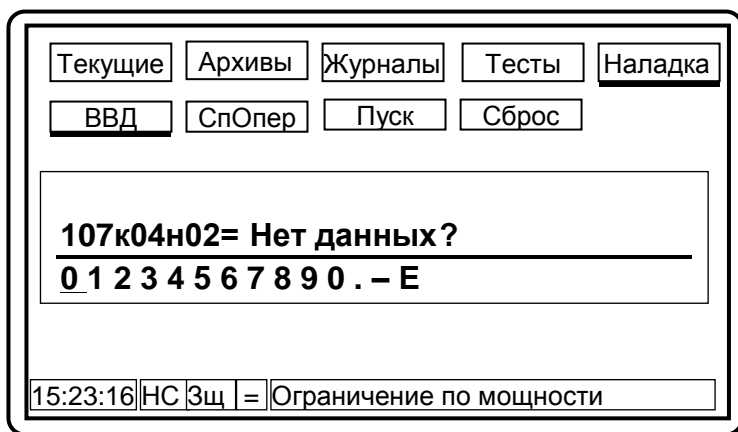 Текущие Архивы Журналы Тесты Наладка
ВВД СпОпер Пуск Сброс
107к04н02= Нет данных?
0 1 2 3 4 5 6 7 8 9 0 . – E
15:23:16 НС Зщ = Ограничение по мощности